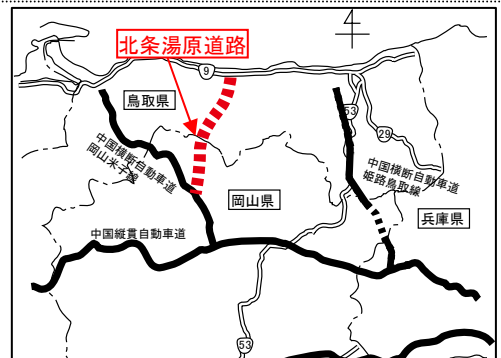 北条湯原道路
9
鳥取県
53
29
中国横断自動車道
岡山米子線
中国横断自動車道
姫路鳥取線
岡山県
兵庫県
中国縦貫自動車道
53